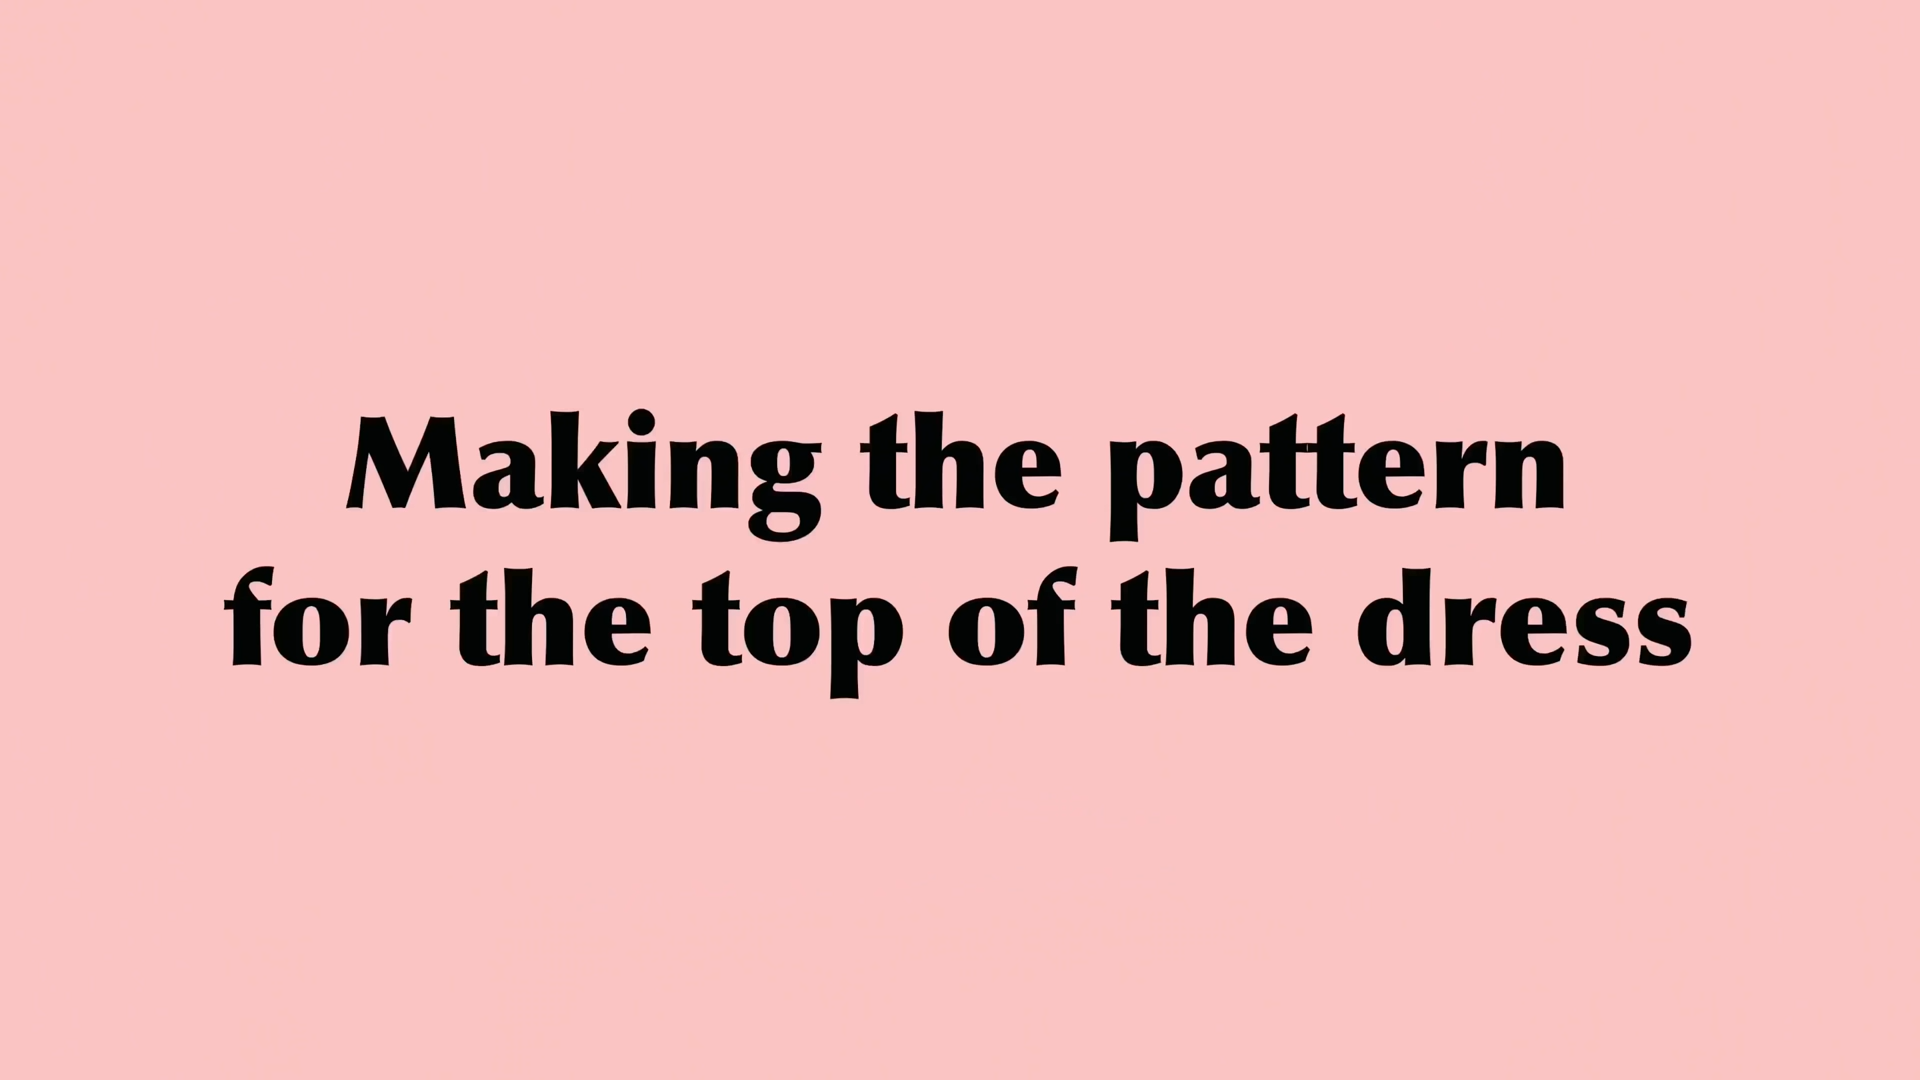 Making the pattern
for the top of the dress